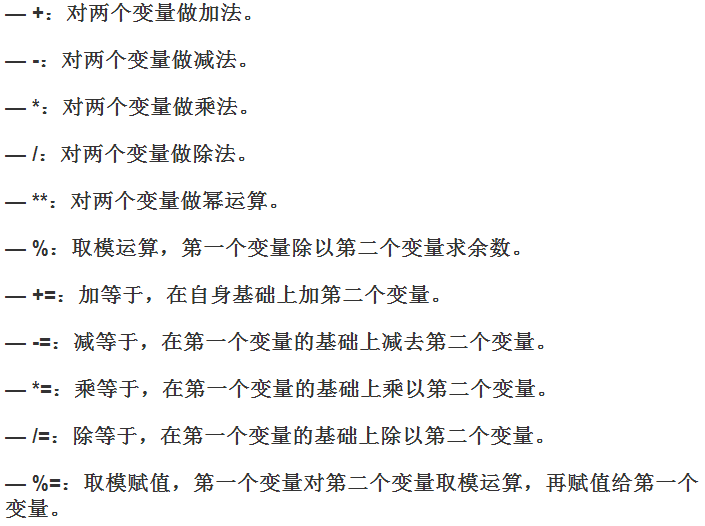 — +：对两个变量做加法。
— -：对两个变量做减法。
— *：对两个变量做乘法。
— /：对两个变量做除法。
— **：对两个变量做幂运算。
— %：取模运算，第一个变量除以第二个变量求余数。
— +=：加等于，在自身基础上加第二个变量。
— -=：减等于，在第一个变量的基础上减去第二个变量。
— *=：乘等于，在第一个变量的基础上乘以第二个变量。
— /=：除等于，在第一个变量的基础上除以第二个变量。
— %=：取模赋值，第一个变量对第二个变量取模运算，再赋值给第一个
变量。